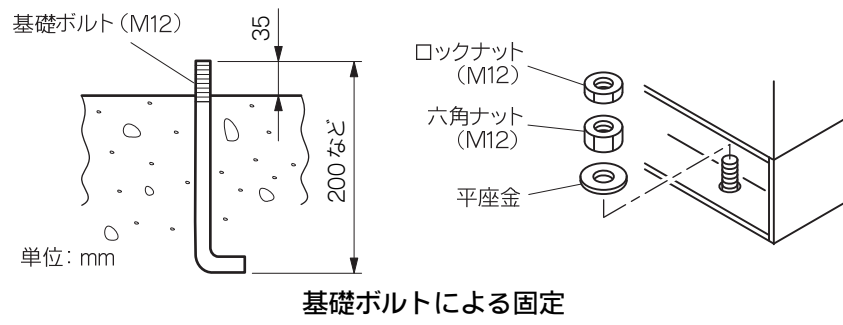 基礎ボルト（M12）
35
200など
単位：mm
ロックナット
（M12）
六角ナット
（M12）
平座金
基礎ボルトによる固定